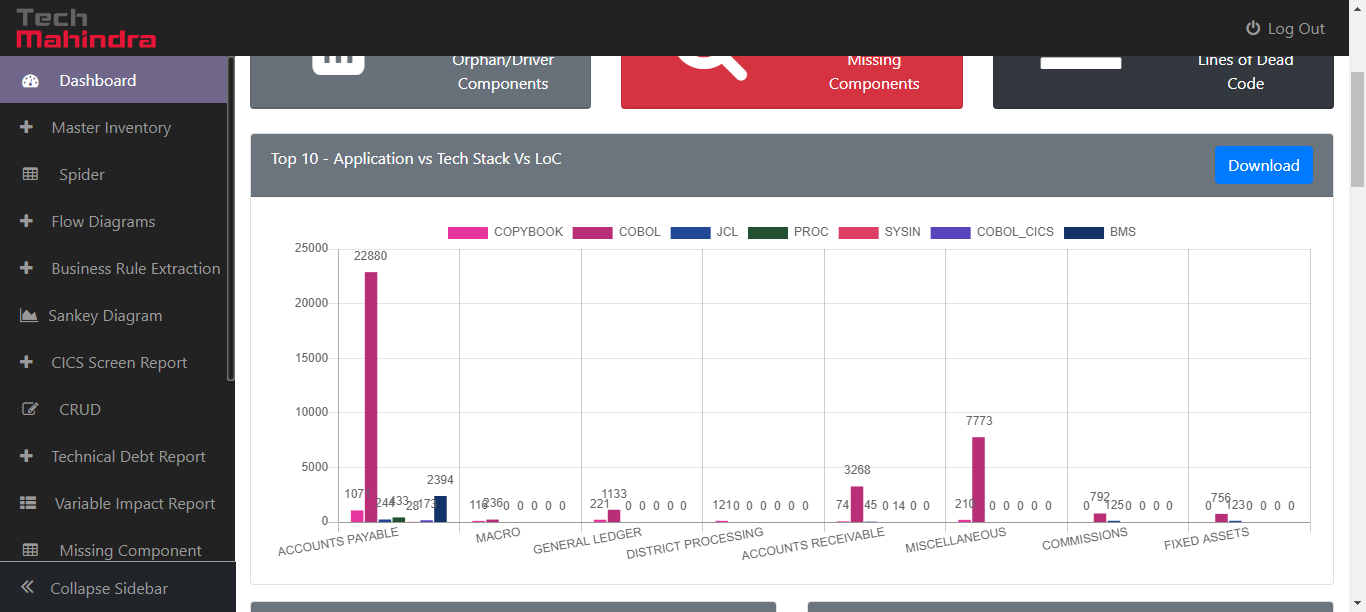 Tech
Mahindra
Log Out
Dashboard
Master Inventory
Spider
Flow Diagrams
Business Rule Extraction
Sankey Diagram
CICS Screen Report
CRUD
Technical Debt Report
Variable Impact Report
Missing Component
Collapse Sidebar
Orphan/Driver
Components
Missing
Components
Lines of Dead
Code
Top 10 - Application vs Tech Stack Vs LoC
Download
COPYBOOK COBOL JCL PROC SYSIN COBOL_CICS BMS
25000
20000
15000
10000
5000
0
22880 244 433 28 173 2394
236 0 0 0 0 0
221 1133 0 0 0 0 0
121 0 0 0 0 0 0
74 3268 45 0 14 0 0
210 7773 0 0 0 0 0
0 792 125 0 0 0 0
0 756 123 0 0 0 0
ACCOUNTS PAYABLE
MACRO
GENERAL LEDGER
DISTRICT PROCESSING
ACCOUNTS RECEIVABLE
MISCELLANEOUS
COMMISSIONS
FIXED ASSETS